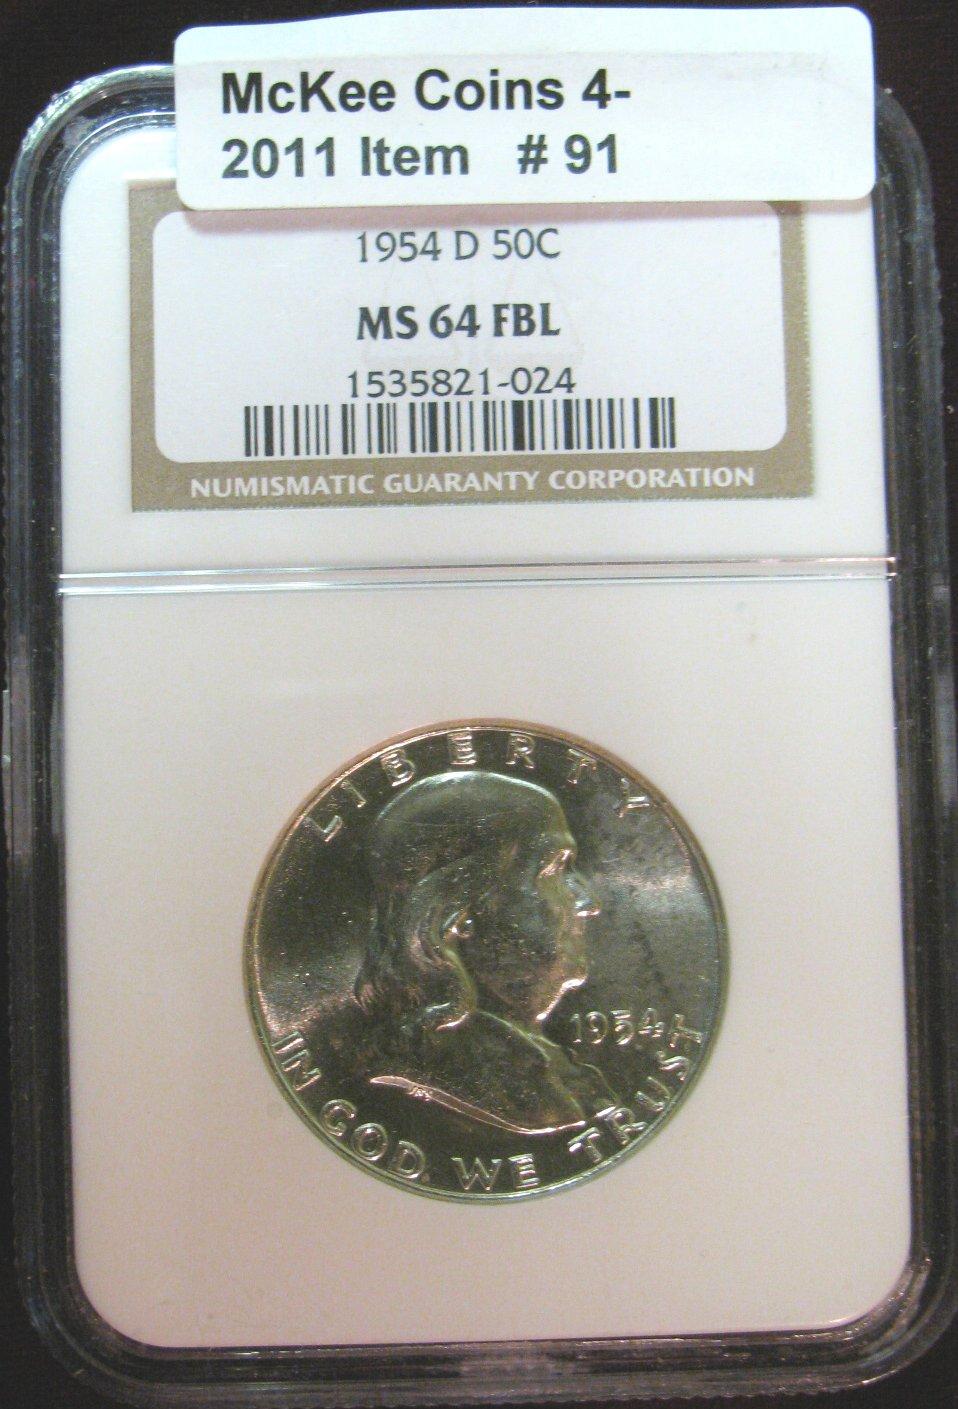 McKee Coins 4-
2011 Item # 91
1954 D 50C
MS 64 FBL
1535821-024
NUMISMATIC GUARANTY CORPORATION
LIBERTY
1954
IN GOD WE TRUST